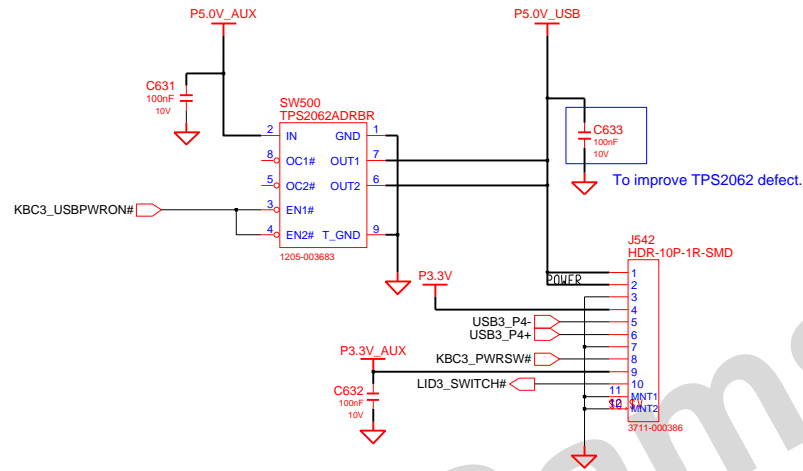 P5.0V_AUX
P5.0V_USB
C631
100nF
10V
SW500
TPS2062ADRBR
2 IN GND 1
8 OC1# OUT1 7
5 OC2# OUT2 6
3 EN1#
4 EN2# T_GND 9
1205-003683
KBC3_USBPWRON#
C633
100nF
10V
To improve TPS2062 defect.
J542
HDR-10P-1R-SMD
POWER
1
2
3
4
5
6
7
8
9
10
11 MNT1
12 MNT2
3711-000386
P3.3V
USB3_P4-
USB3_P4+
P3.3V_AUX
KBC3_PWRSW#
LID3_SWITCH#
C632
100nF
10V